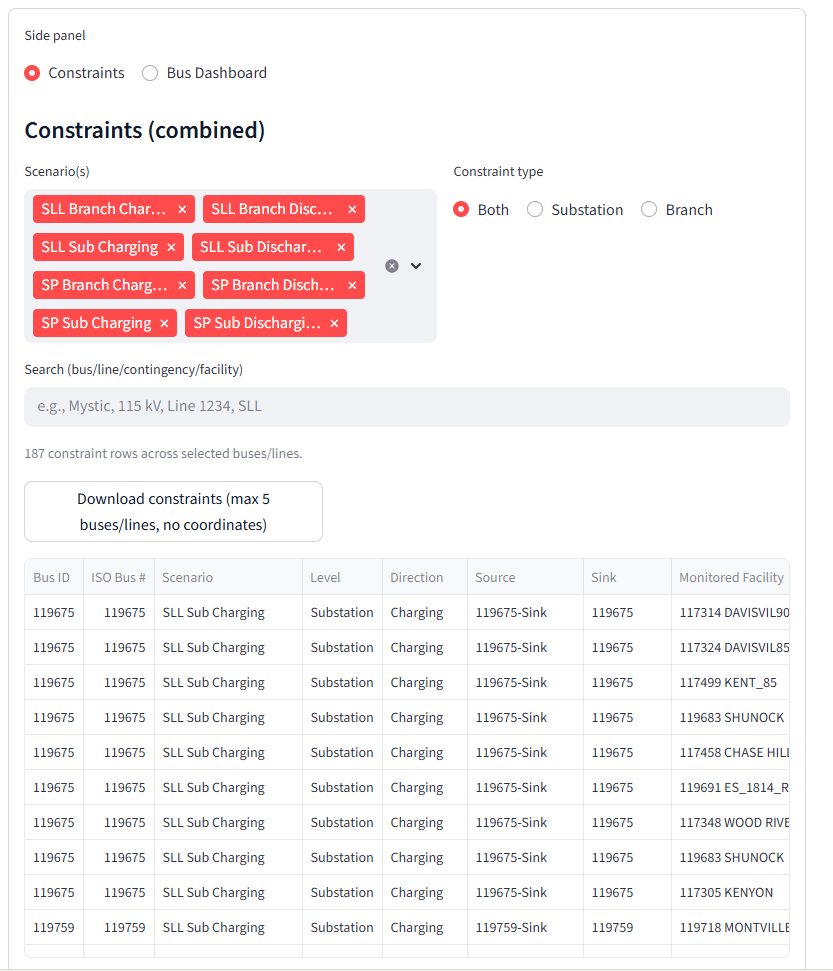 Side panel
Constraints Bus Dashboard
Constraints (combined)
Scenario(s) Constraint type
SLL Branch Char... × SLL Branch Disc... × Both Substation Branch
SLL Sub Charging × SLL Sub Dischar... ×
SP Branch Charg... × SP Branch Disch... ×
SP Sub Charging × SP Sub Dischargi... ×
Search (bus/line/contingency/facility)
e.g., Mystic, 115 kV, Line 1234, SLL
187 constraint rows across selected buses/lines.
Download constraints (max 5
buses/lines, no coordinates)
Bus ID ISO Bus # Scenario Level Direction Source Sink Monitored Facility
119675 119675 SLL Sub Charging Substation Charging 119675-Sink 119675 117314 DAVISVIL90
119675 119675 SLL Sub Charging Substation Charging 119675-Sink 119675 117324 DAVISVIL85
119675 119675 SLL Sub Charging Substation Charging 119675-Sink 119675 117499 KENT_85
119675 119675 SLL Sub Charging Substation Charging 119675-Sink 119675 119683 SHUNOCK
119675 119675 SLL Sub Charging Substation Charging 119675-Sink 119675 117458 CHASE HILL
119675 119675 SLL Sub Charging Substation Charging 119675-Sink 119675 119691 ES_1814_R
119675 119675 SLL Sub Charging Substation Charging 119675-Sink 119675 117348 WOOD RIVE
119675 119675 SLL Sub Charging Substation Charging 119675-Sink 119675 119683 SHUNOCK
119675 119675 SLL Sub Charging Substation Charging 119675-Sink 119675 117305 KENYON
119759 119759 SLL Sub Charging Substation Charging 119759-Sink 119759 119718 MONTVILLE